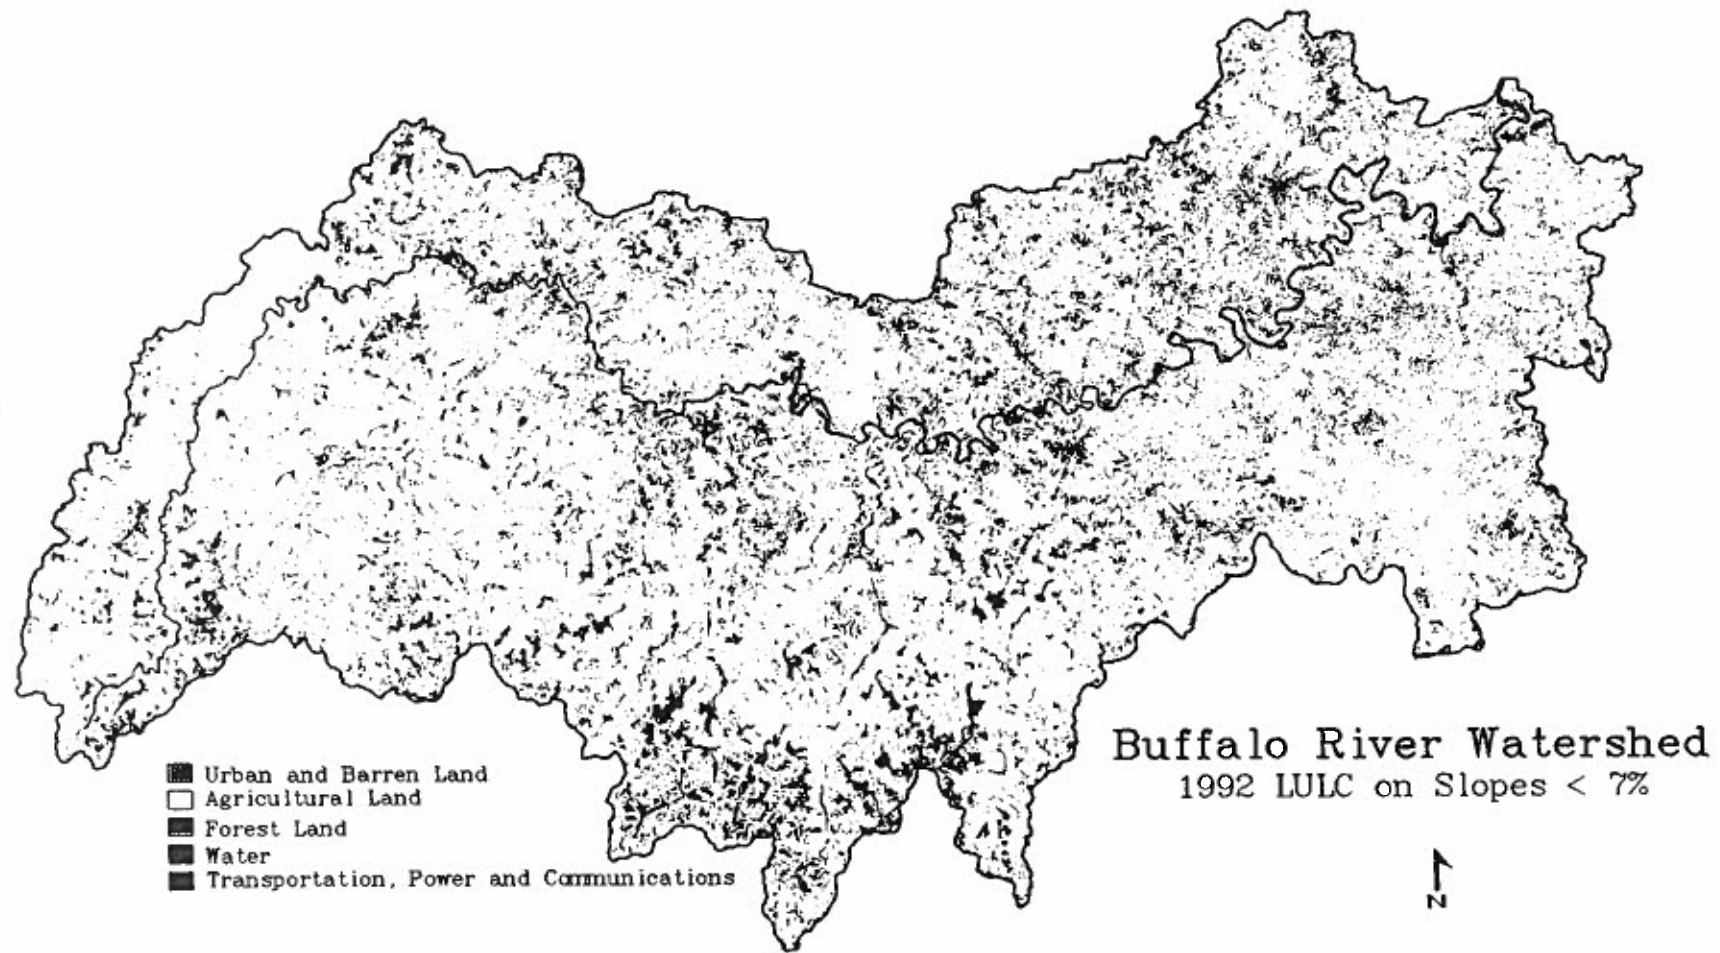 Buffalo River Watershed
1992 LULC on Slopes < 7%
Urban and Barren Land
Agricultural Land
Forest Land
Water
Transportation, Power and Communications
N